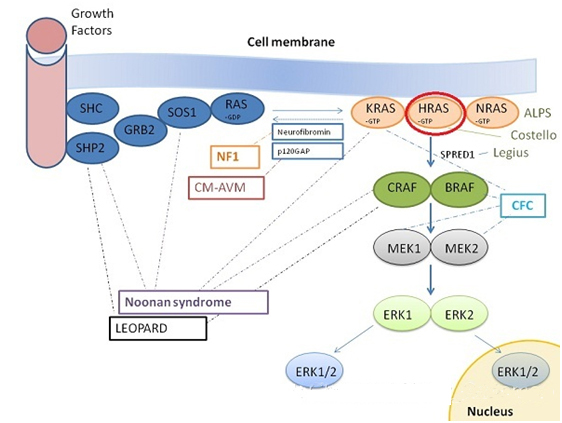 Growth
Factors
Cell membrane
SHC
SHP2
GRB2
SOS1
RAS
-GDP
KRAS
-GTP
HRAS
-GTP
NRAS
-GTP
ALPS
Costello
Legius
SPRED1
Neurofibromin
p120GAP
NF1
CM-AVM
CRAF
BRAF
CFC
MEK1
MEK2
Noonan syndrome
LEOPARD
ERK1
ERK2
ERK1/2
ERK1/2
Nucleus